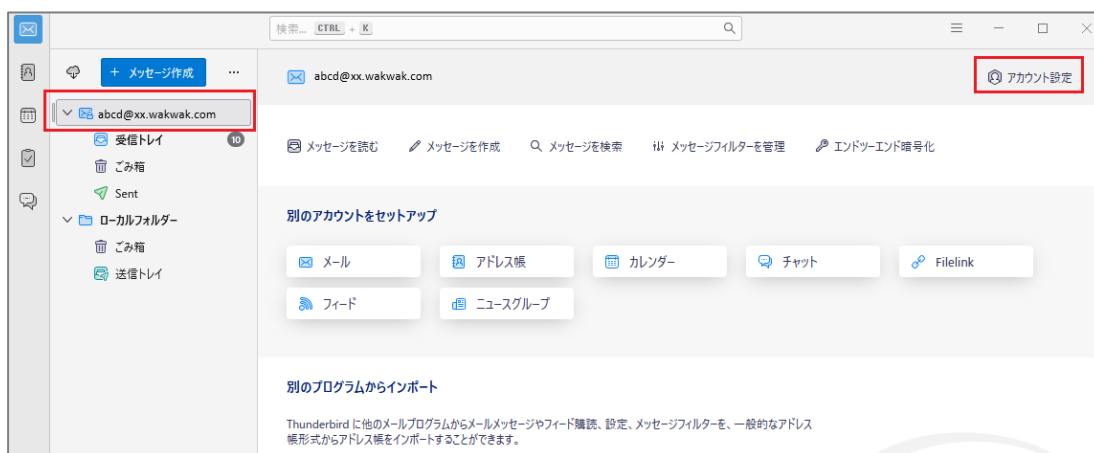 検索... CTRL + K
+ メッセージ作成 ...
abcd@xx.wakwak.com
受信トレイ 10
ごみ箱
Sent
ローカルフォルダー
ごみ箱
送信トレイ
abcd@xx.wakwak.com
アカウント設定
メッセージを読む メッセージを作成 メッセージを検索 メッセージフィルターを管理 エンドツーエンド暗号化
別のアカウントをセットアップ
メール アドレス帳 カレンダー チャット Filelink
フィード ニュースグループ
別のプログラムからインポート
Thunderbird に他のメールプログラムからメールメッセージやフィード購読、設定、メッセージフィルターを、一般的なアドレス
帳形式からアドレス帳をインポートすることができます。